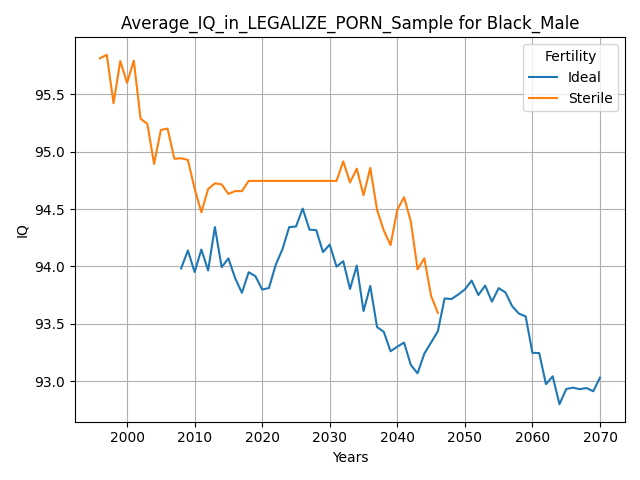 Average_IQ_in_LEGALIZE_PORN_Sample for Black_Male
Fertility
Ideal
Sterile
IQ
95.5
95.0
94.5
94.0
93.5
93.0
2000 2010 2020 2030 2040 2050 2060 2070
Years